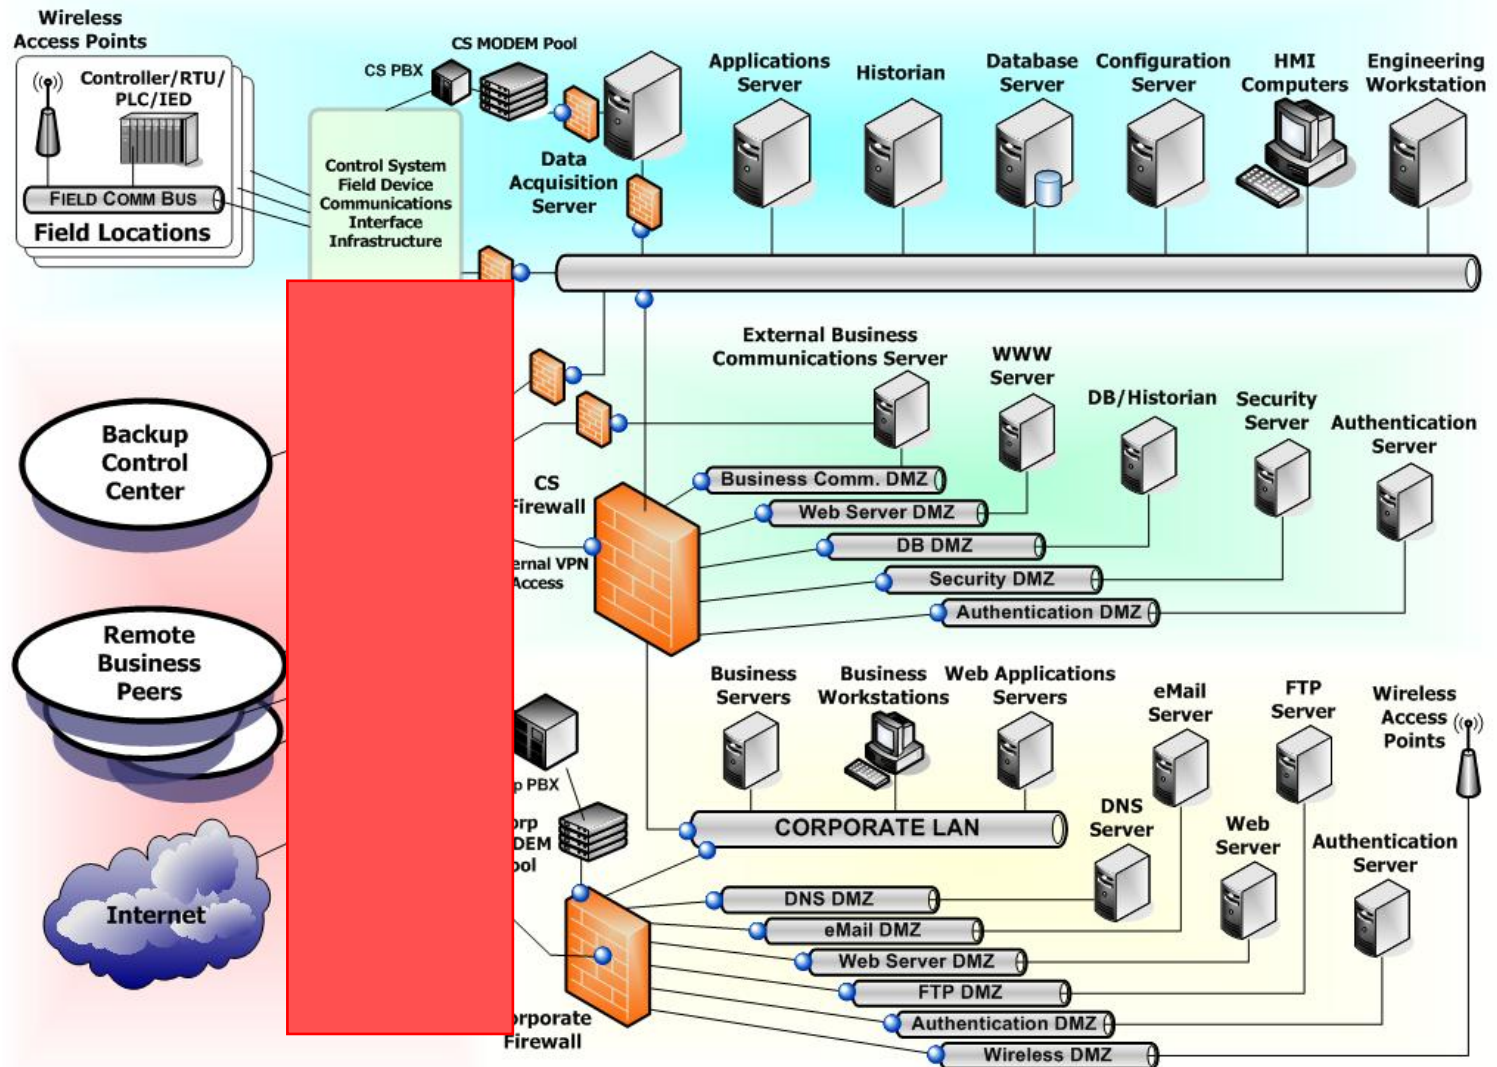 Wireless
Access Points
Controller/RTU/
PLC/IED
FIELD COMM BUS
Field Locations
CS MODEM Pool
CS PBX
Control System
Field Device
Communications
Interface
Infrastructure
Data
Acquisition
Server
Applications
Server
Historian
Database
Server
Configuration
Server
HMI
Computers
Engineering
Workstation
External Business
Communications Server
WWW
Server
DB/Historian
Security
Server
Authentication
Server
Backup
Control
Center
CS
Business Comm. DMZ
Web Server DMZ
DB DMZ
Security DMZ
Authentication DMZ
VPN
Access
Remote
Business
Peers
Business
Servers
Business
Workstations
Web Applications
Servers
eMail
Server
FTP
Server
Wireless
Access
Points
PBX
CORPORATE LAN
DNS
Server
Web
Server
Authentication
Server
Internet
DNS DMZ
eMail DMZ
Web Server DMZ
FTP DMZ
Authentication DMZ
Wireless DMZ
Firewall